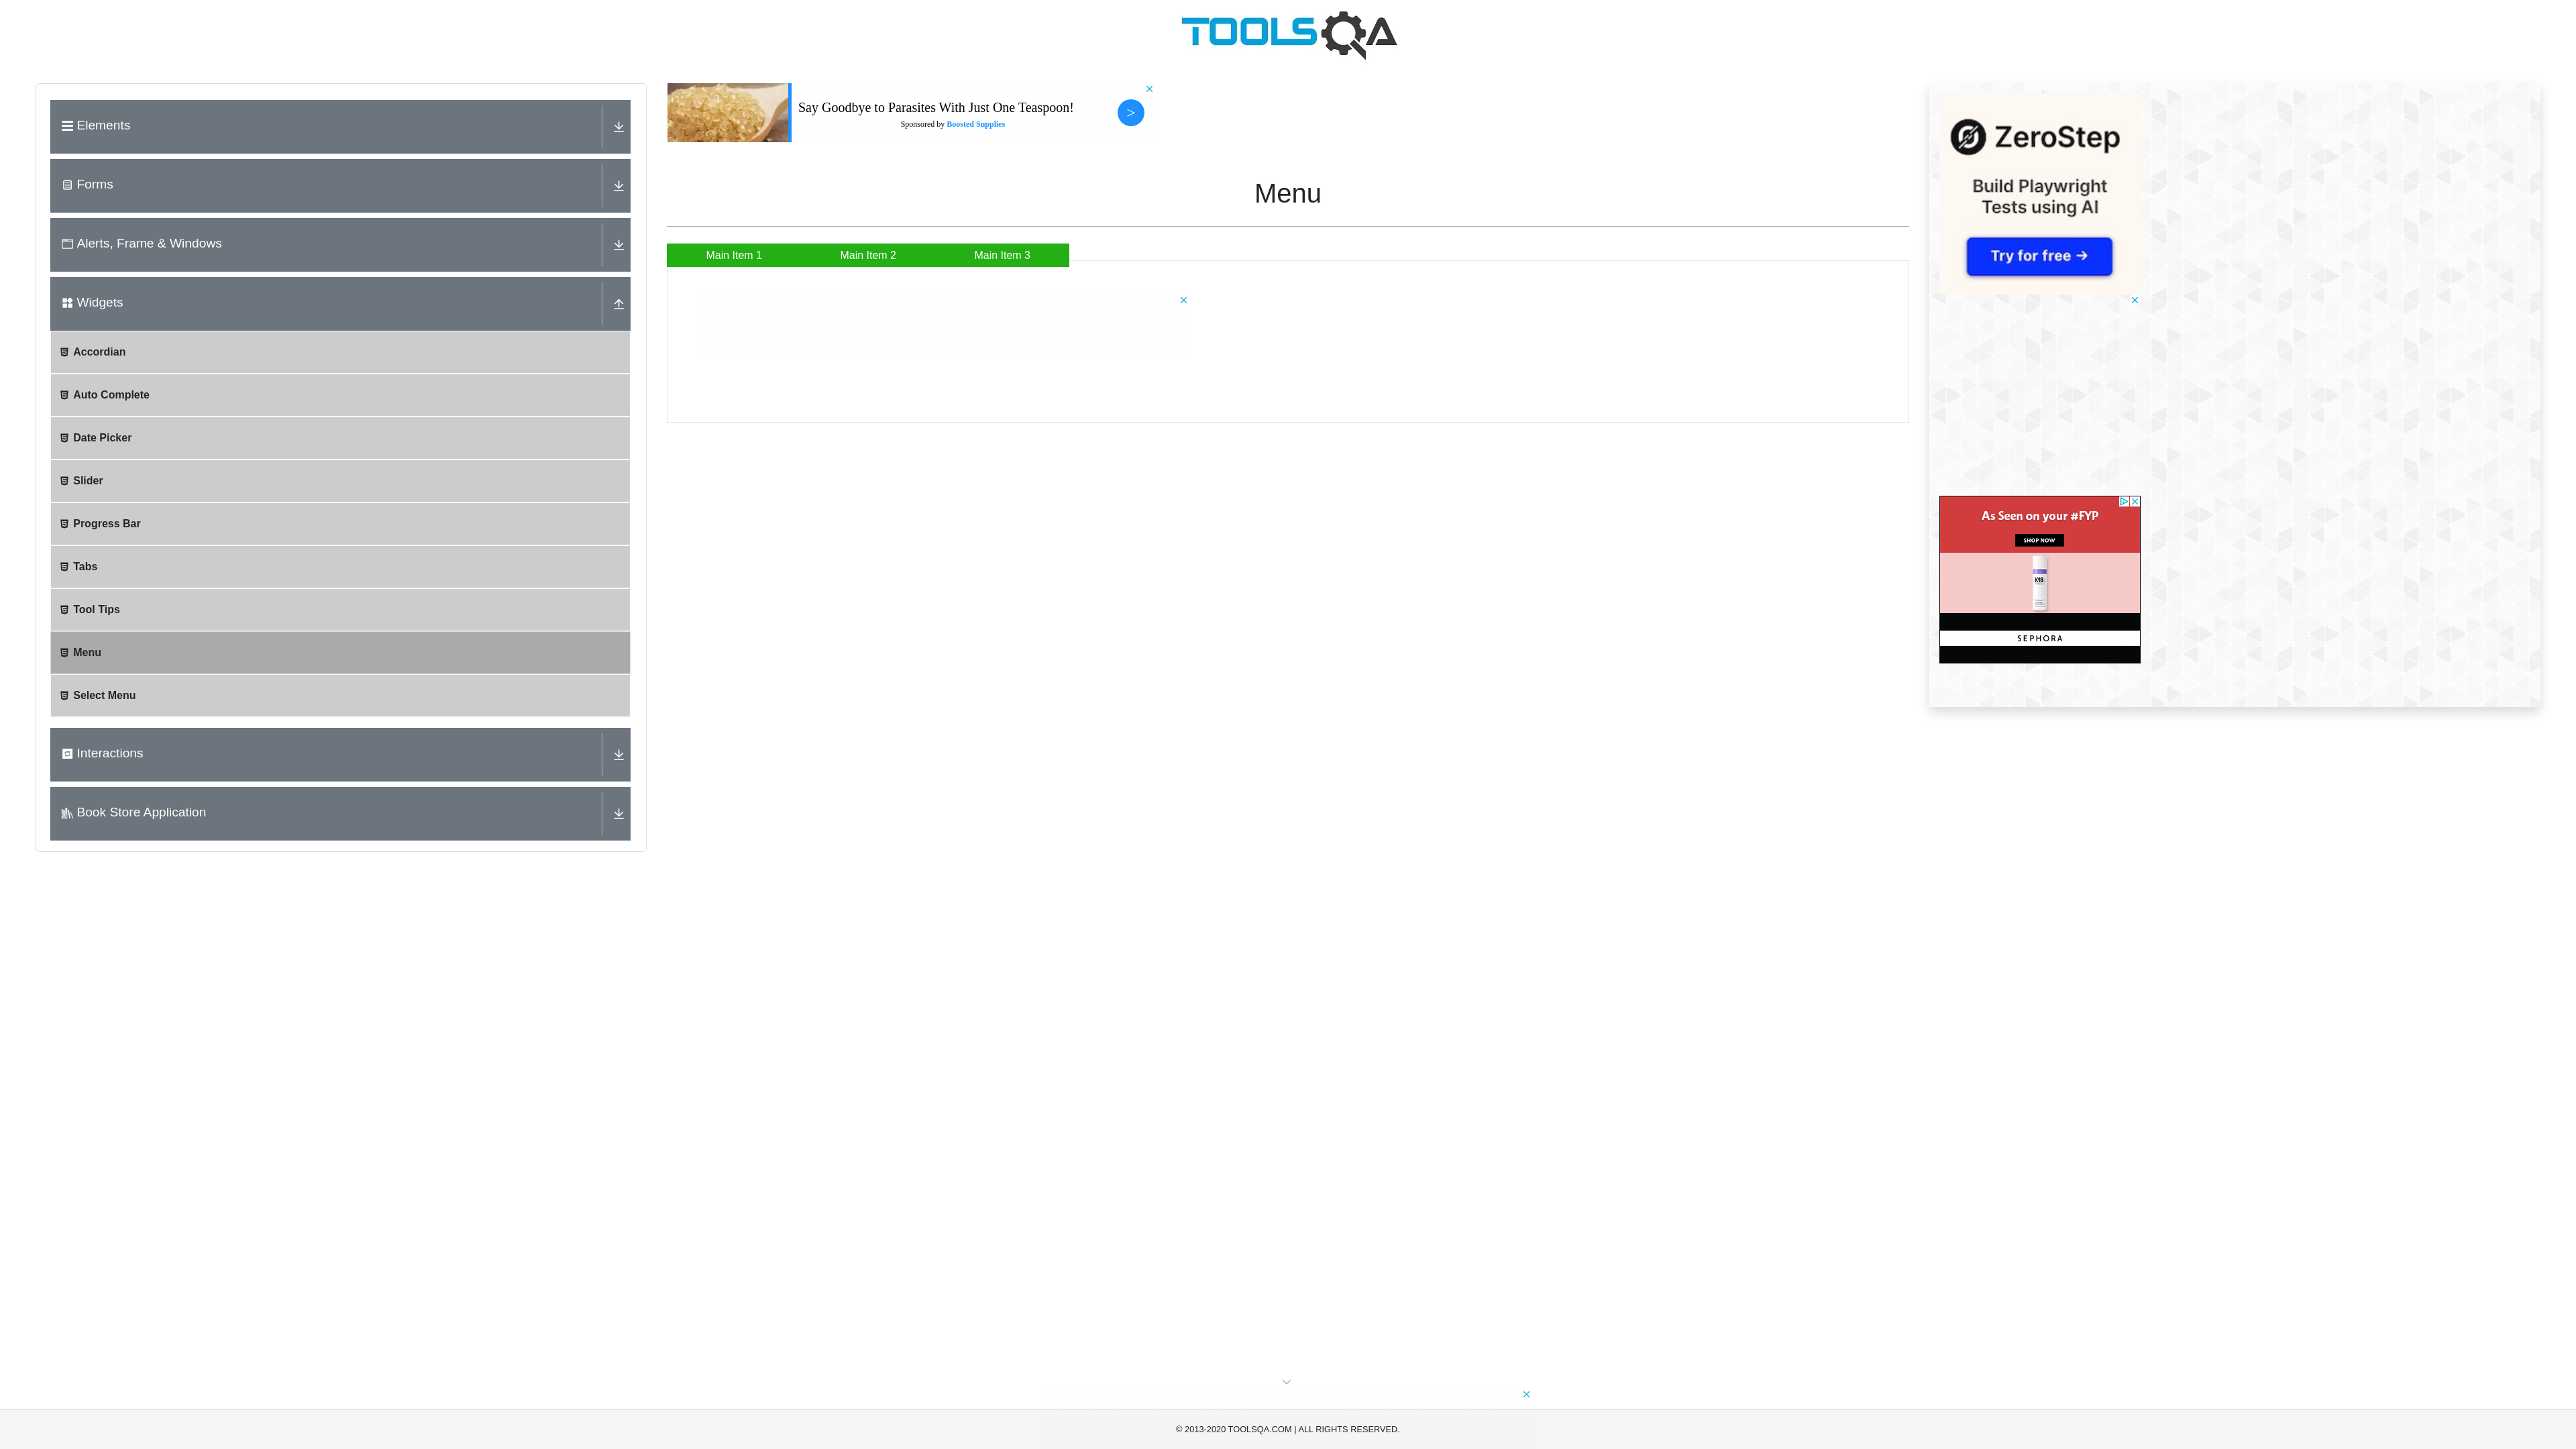 TOOLSQA
Elements
Forms
Alerts, Frame & Windows
Widgets
Accordian
Auto Complete
Date Picker
Slider
Progress Bar
Tabs
Tool Tips
Menu
Select Menu
Interactions
Book Store Application
Say Goodbye to Parasites With Just One Teaspoon!
Sponsored by Boosted Supplies
>
Menu
Main Item 1
Main Item 2
Main Item 3
ZeroStep
Build Playwright
Tests using AI
Try for free →
As Seen on your #FYP
SHOP NOW
K18
SEPHORA
© 2013-2020 TOOLSQA.COM | ALL RIGHTS RESERVED.